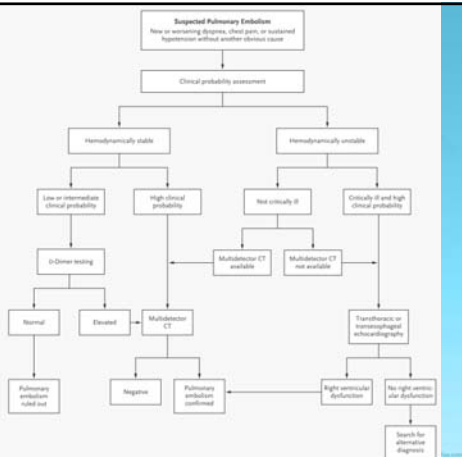 Suspected Pulmonary Embolism
New or worsening dyspnea, chest pain, or sustained
hypotension without another obvious cause
Clinical probability assessment
Hemodynamically stable
Hemodynamically unstable
Low or intermediate
clinical probability
High clinical
probability
Not critically ill
Critically ill and high
clinical probability
D-Dimer testing
Multidetector CT
available
Multidetector CT
not available
Normal
Elevated
Multidetector
CT
Transthoracic or
transesophageal
echocardiography
Pulmonary
embolism
ruled out
Negative
Pulmonary
embolism
confirmed
Right ventricular
dysfunction
No right ventric-
ular dysfunction
Search for
alternative
diagnosis